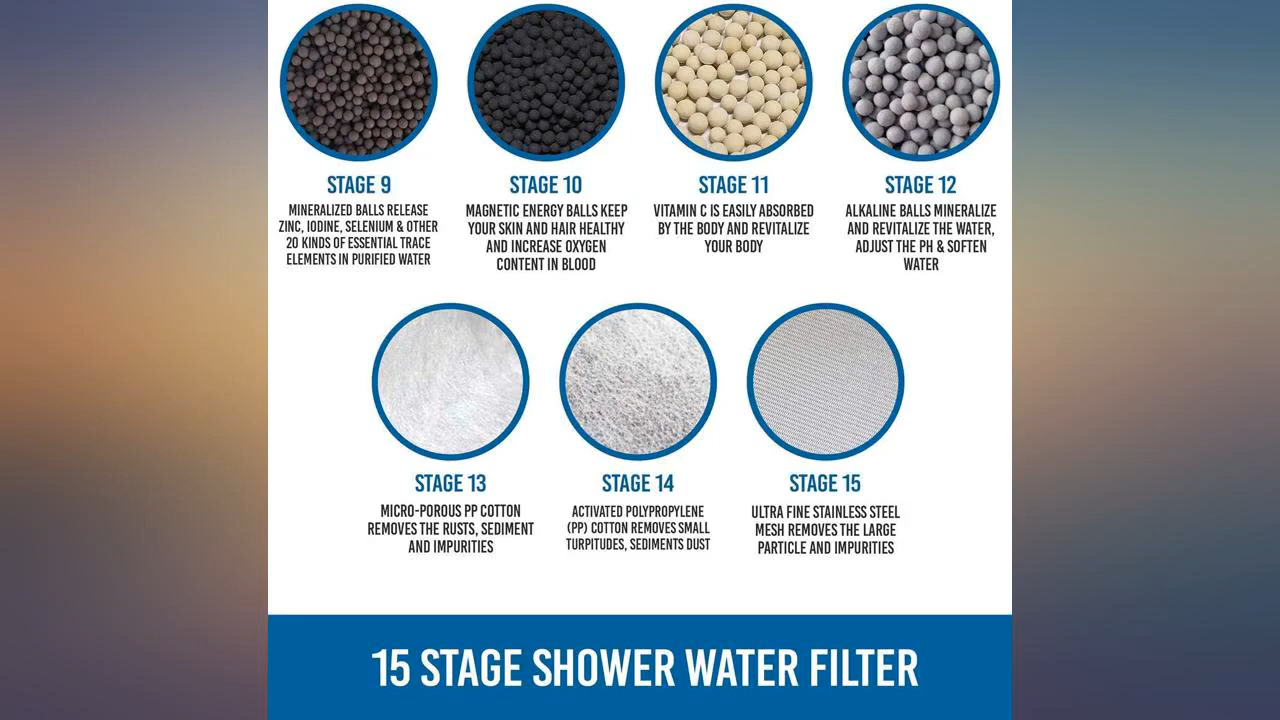 STAGE 9
MINERALIZED BALLS RELEASE
ZINC, IODINE, SELENIUM & OTHER
20 KINDS OF ESSENTIAL TRACE
ELEMENTS IN PURIFIED WATER
STAGE 10
MAGNETIC ENERGY BALLS KEEP
YOUR SKIN AND HAIR HEALTHY
AND INCREASE OXYGEN
CONTENT IN BLOOD
STAGE 11
VITAMIN C IS EASILY ABSORBED
BY THE BODY AND REVITALIZE
YOUR BODY
STAGE 12
ALKALINE BALLS MINERALIZE
AND REVITALIZE THE WATER,
ADJUST THE PH & SOFTEN
WATER
STAGE 13
MICRO-POROUS PP COTTON
REMOVES THE RUSTS, SEDIMENT
AND IMPURITIES
STAGE 14
ACTIVATED POLYPROPYLENE
(PP) COTTON REMOVES SMALL
TURPITUDES, SEDIMENTS DUST
STAGE 15
ULTRA FINE STAINLESS STEEL
MESH REMOVES THE LARGE
PARTICLE AND IMPURITIES
15 STAGE SHOWER WATER FILTER